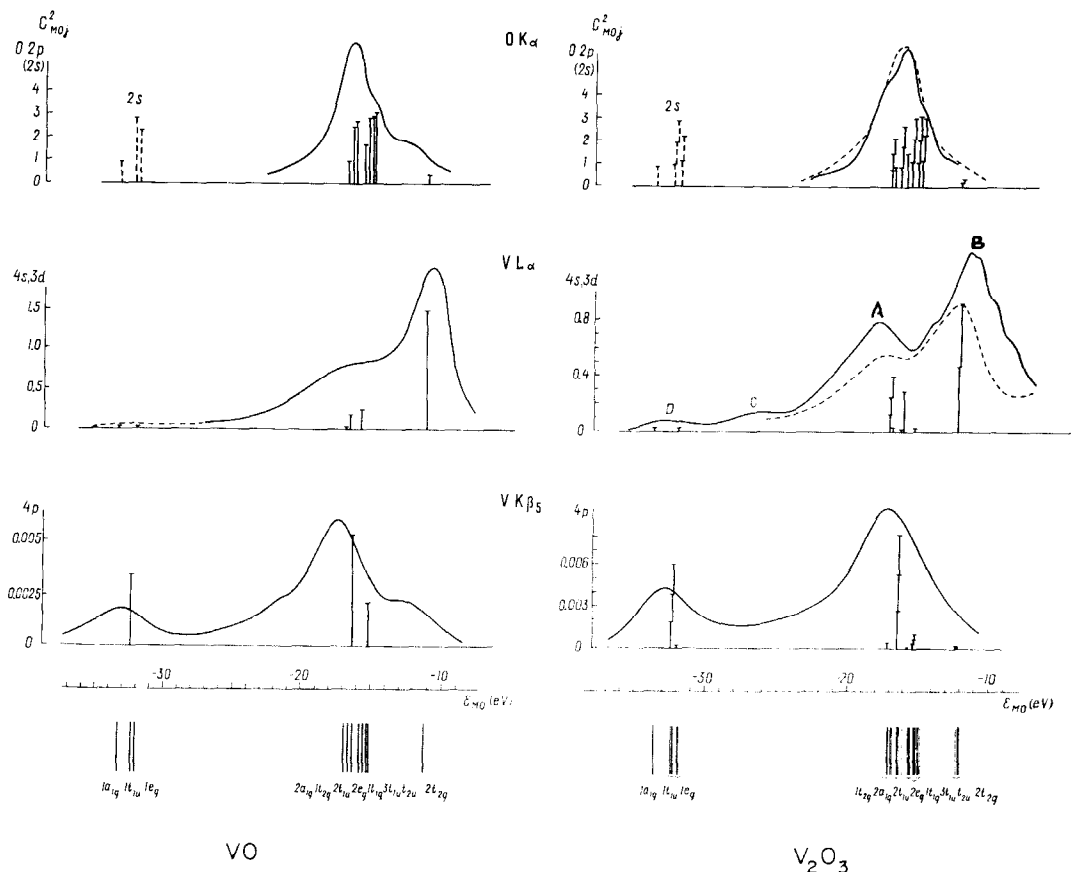 C²MOj
O 2p
(2s)
4
3
2
1
0
2s
O Kα
C²MOj
O 2p
(2s)
4
3
2
1
0
2s
4s,3d
1.5
1.0
0.5
0
V Lα
4s,3d
0.8
0.4
0
D
C
A
B
4p
0.005
0.0025
0
V Kβ5
4p
0.006
0.003
0
-30
-20
-10
εMO (eV)
-30
-20
-10
εMO (eV)
1a1g 1t1u 1eg
2a1g 1t2g 2t1u 2eg 1t1g 3t1u t2u 2t2g
1a1g 1t1u 1eg
1t2g 2a1g 2t1u 2eg 1t1g 3t1u t2u 2t2g
VO
V2O3